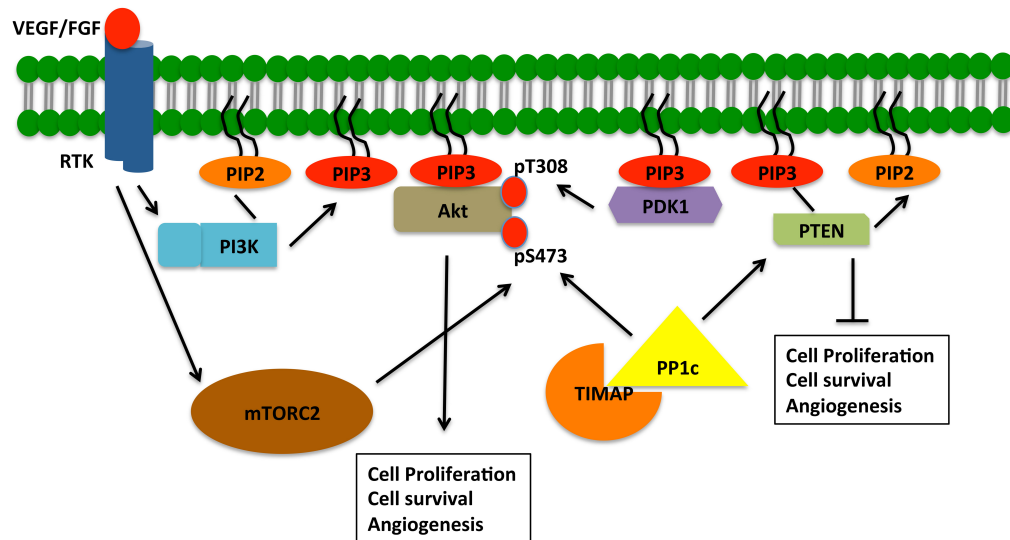 VEGF/FGF
RTK
PIP2
PIP3
PIP3
pT308
PIP3
PIP3
PIP2
Akt
PDK1
PI3K
PTEN
pS473
mTORC2
TIMAP
PP1c
Cell Proliferation
Cell survival
Angiogenesis
Cell Proliferation
Cell survival
Angiogenesis